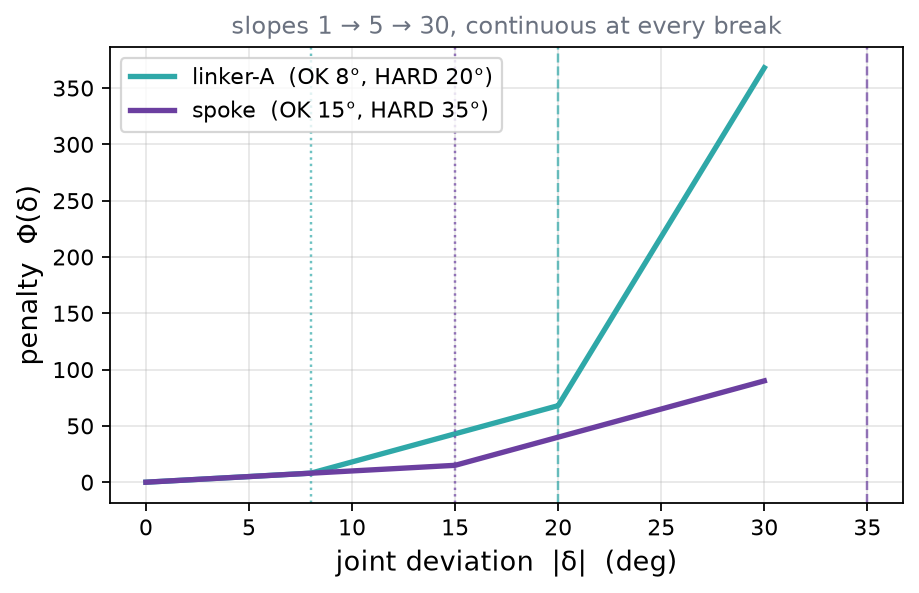 slopes 1 → 5 → 30, continuous at every break
linker-A  (OK 8°, HARD 20°)
spoke  (OK 15°, HARD 35°)
penalty  Φ(δ)
350
300
250
200
150
100
50
0
0 5 10 15 20 25 30 35
joint deviation  |δ|  (deg)